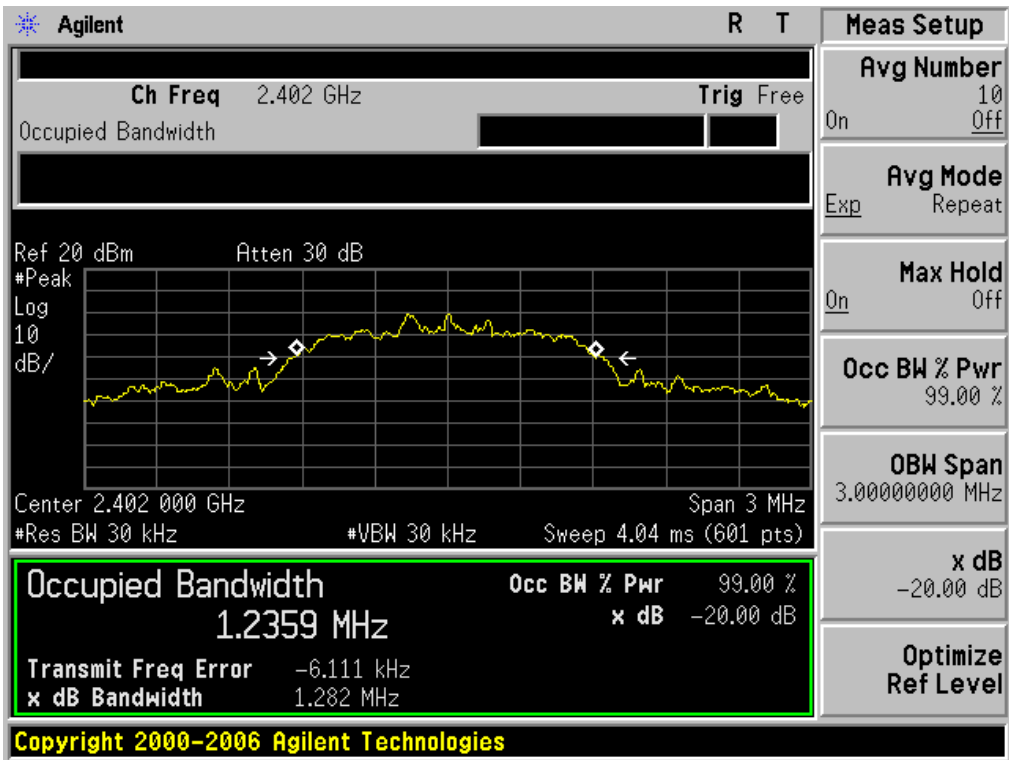 Agilent R T
Ch Freq 2.402 GHz Trig Free
Occupied Bandwidth
Ref 20 dBm Atten 30 dB
#Peak
Log
10
dB/
Center 2.402 000 GHz Span 3 MHz
#Res BW 30 kHz #VBW 30 kHz Sweep 4.04 ms (601 pts)
Occupied Bandwidth Occ BW % Pwr 99.00 %
1.2359 MHz x dB -20.00 dB
Transmit Freq Error -6.111 kHz
x dB Bandwidth 1.282 MHz
Copyright 2000-2006 Agilent Technologies
Meas Setup
Avg Number
10
On Off
Avg Mode
Exp Repeat
Max Hold
On Off
Occ BW % Pwr
99.00 %
OBW Span
3.00000000 MHz
x dB
-20.00 dB
Optimize
Ref Level